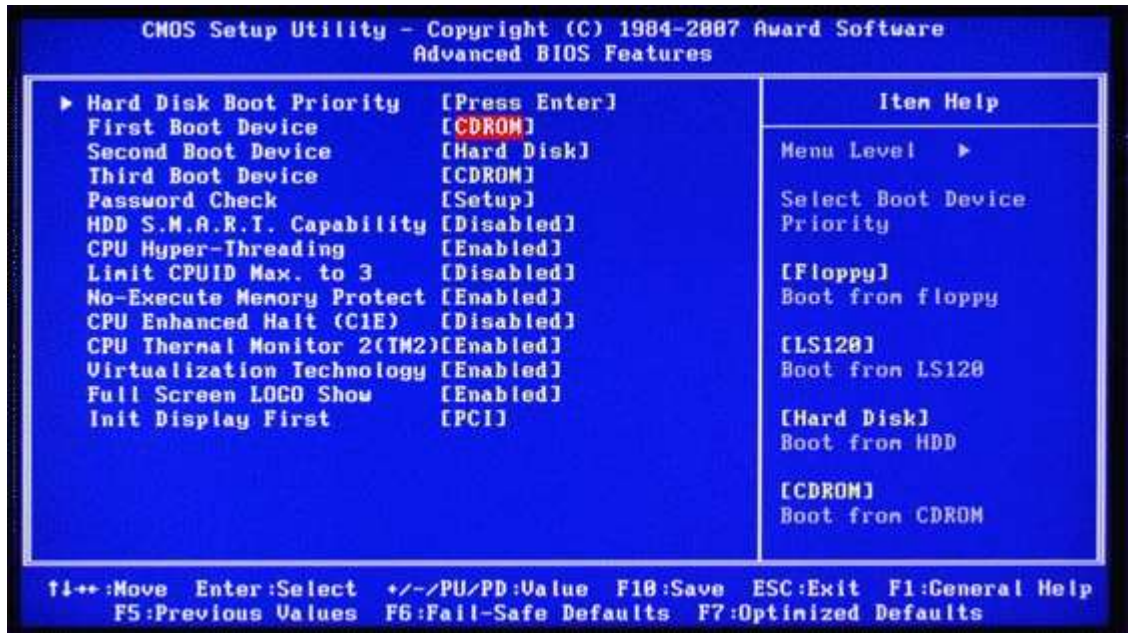 CMOS Setup Utility - Copyright (C) 1984-2007 Award Software
Advanced BIOS Features
▶ Hard Disk Boot Priority [Press Enter]
First Boot Device [CDROM]
Second Boot Device [Hard Disk]
Third Boot Device [CDROM]
Password Check [Setup]
HDD S.M.A.R.T. Capability [Disabled]
CPU Hyper-Threading [Enabled]
Limit CPUID Max. to 3 [Disabled]
No-Execute Memory Protect [Enabled]
CPU Enhanced Halt (C1E) [Disabled]
CPU Thermal Monitor 2(TM2)[Enabled]
Virtualization Technology [Enabled]
Full Screen LOGO Show [Enabled]
Init Display First [PCI]
Item Help
Menu Level ▶
Select Boot Device
Priority
[Floppy]
Boot from floppy
[LS120]
Boot from LS120
[Hard Disk]
Boot from HDD
[CDROM]
Boot from CDROM
↑↓→←:Move Enter:Select +/-/PU/PD:Value F10:Save ESC:Exit F1:General Help
F5:Previous Values F6:Fail-Safe Defaults F7:Optimized Defaults